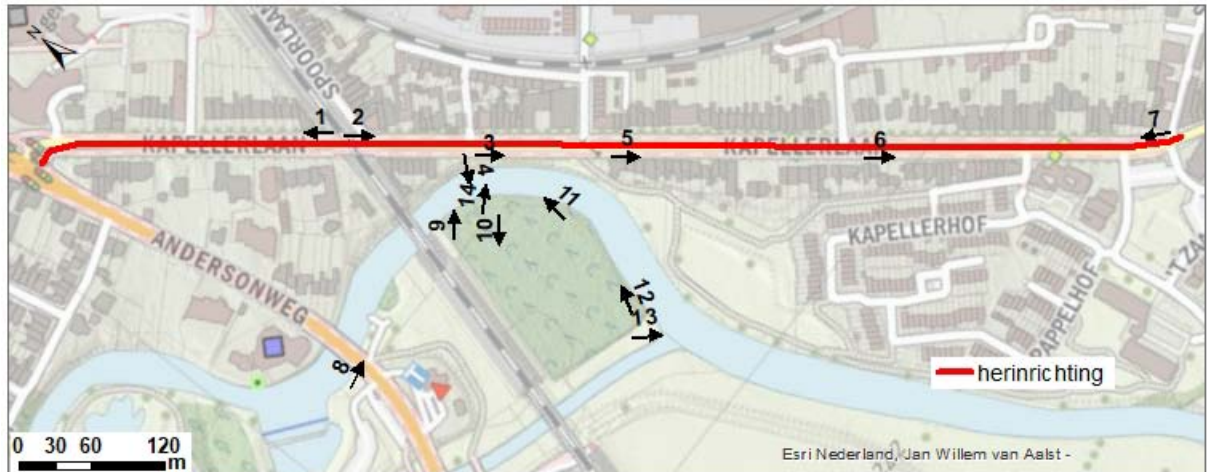 N
SPOORLAAN
1
2
KAPELLERLAAN
3
5
KAPELLERLAAN
6
7
4
14
9
10
11
12
13
8
ANDERSONWEG
KAPELLERHOF
PAPPELHOF
herinrichting
0 30 60 120
m
Esri Nederland, Jan Willem van Aalst -